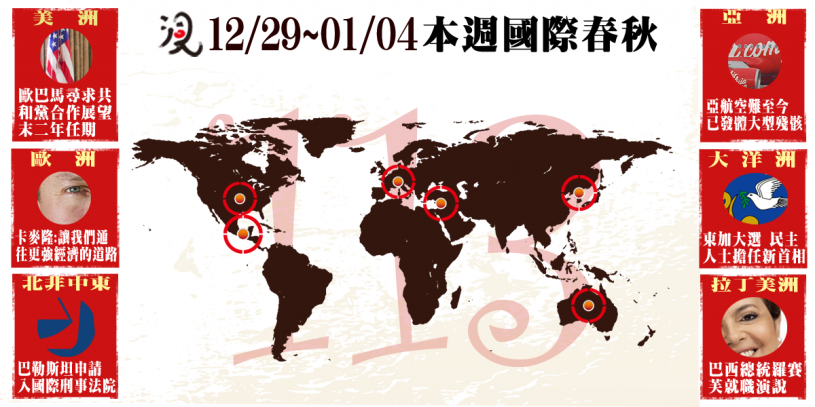 12/29~01/04本週國際春秋
113
美洲
歐巴馬尋求共
和黨合作展望
末二年任期
歐洲
卡麥隆:讓我們通
往更強經濟的道路
北非中東
巴勒斯坦申請
入國際刑事法院
亞洲
.com
亞航空難至今
已發體大型殘骸
大洋洲
東加大選 民主
人士擔任新首相
拉丁美洲
巴西總統羅賽
芙就職演說